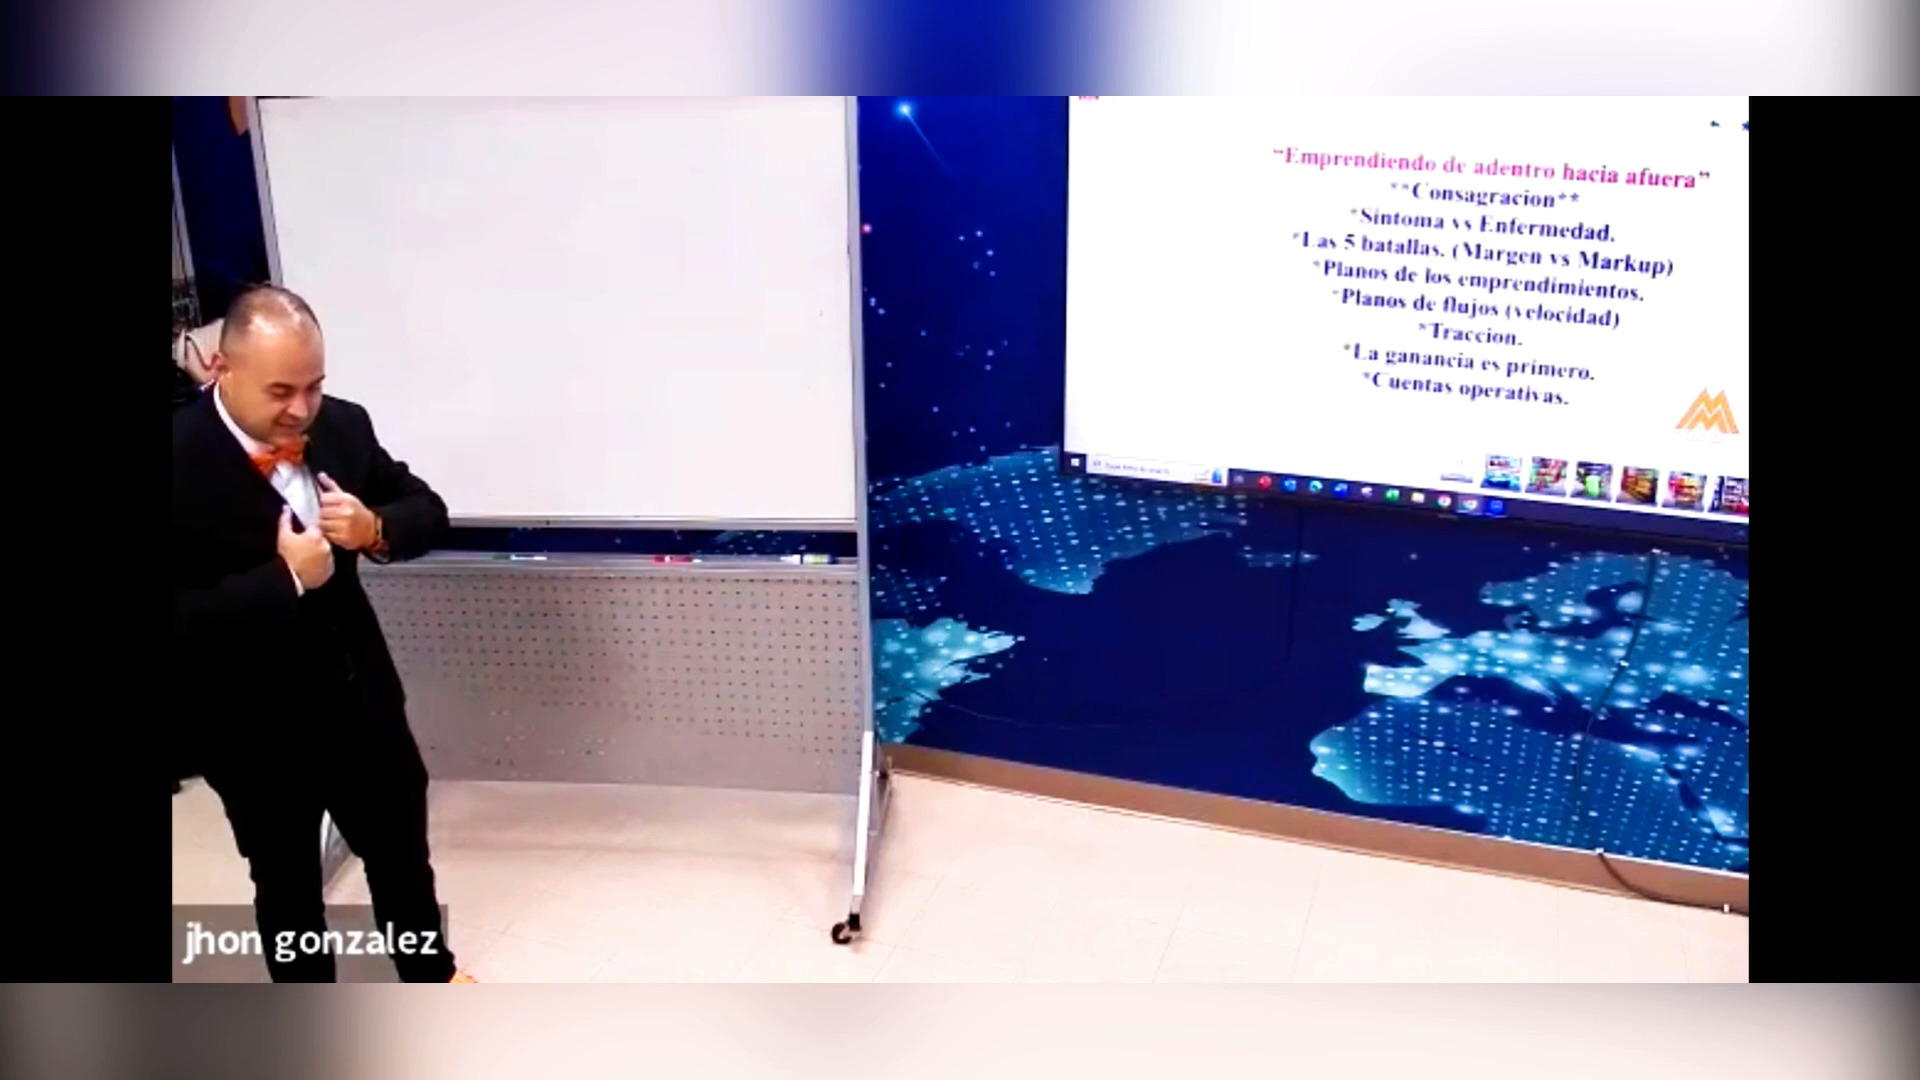 “Emprendiendo de adentro hacia afuera”
**Consagracion**
*Sintoma vs Enfermedad.
*Las 5 batallas. (Margen vs Markup)
*Planos de los emprendimientos.
*Planos de flujos (velocidad)
*Traccion.
*La ganancia es primero.
*Cuentas operativas.
jhon gonzalez